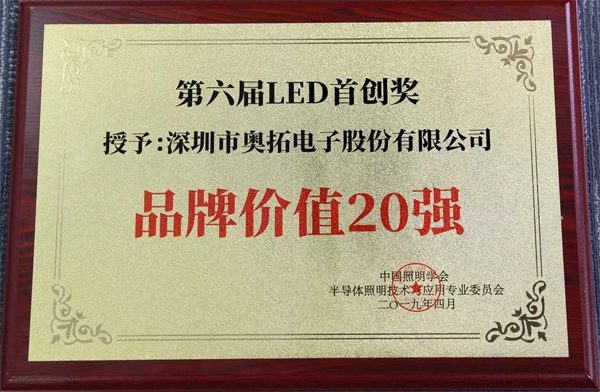 第六届LED首创奖
授予:深圳市奥拓电子股份有限公司
品牌价值20强
中国照明学会
半导体照明技术与应用专业委员会
二〇一九年四月